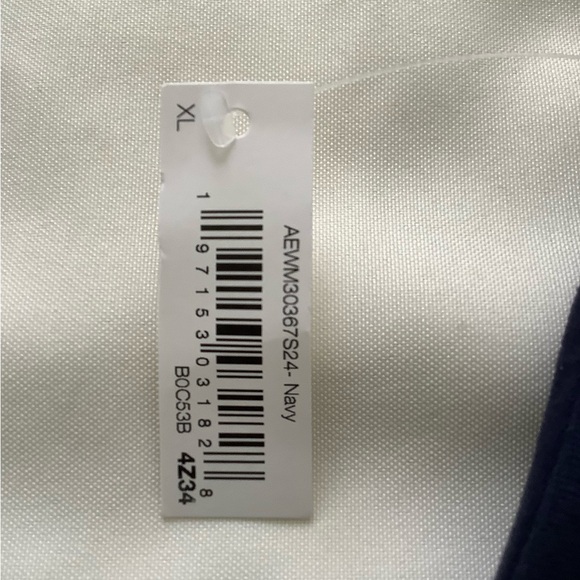 XL
AEWM30367S24- Navy
1 97153 03182 8
B0C53B 4Z34